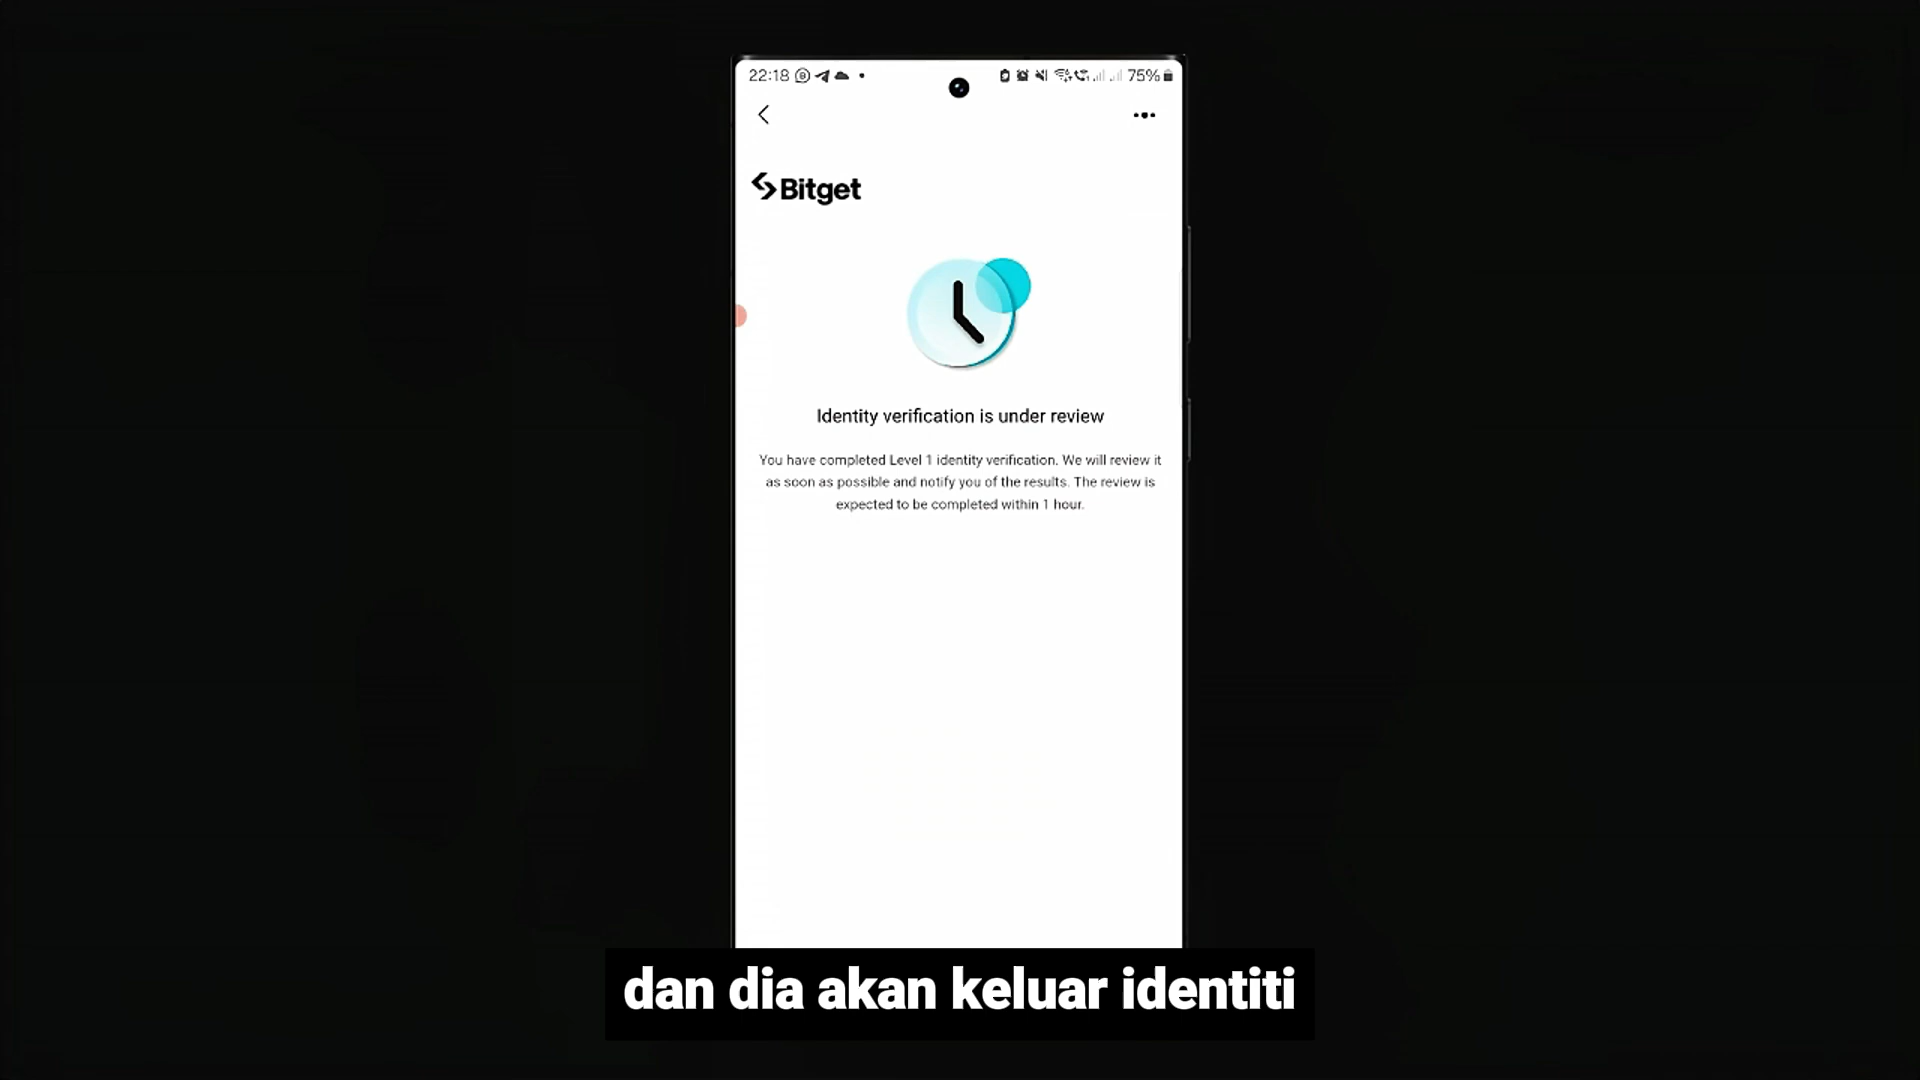 22:18
75%
Bitget
Identity verification is under review
You have completed Level 1 identity verification. We will review it
as soon as possible and notify you of the results. The review is
expected to be completed within 1 hour.
dan dia akan keluar identiti